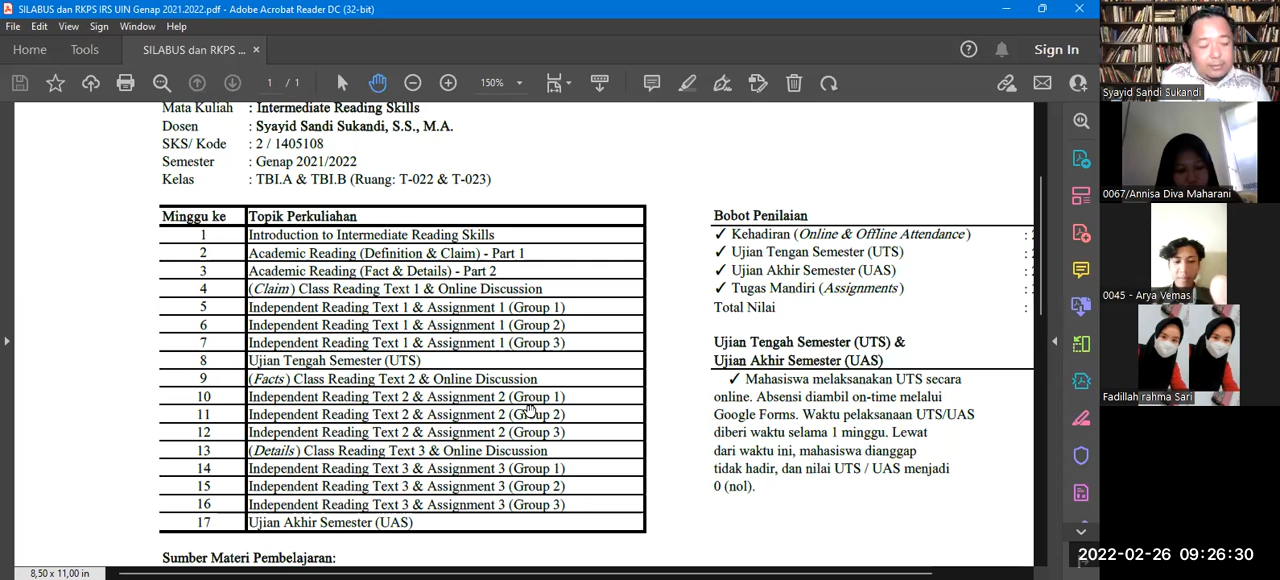 SILABUS dan RKPS IRS UIN Genap 2021.2022.pdf - Adobe Acrobat Reader DC (32-bit)
File Edit View Sign Window Help
Home Tools SILABUS dan RKPS ... × Sign In
1 / 1 150%
Mata Kuliah : Intermediate Reading Skills
Dosen : Syayid Sandi Sukandi, S.S., M.A.
SKS/ Kode : 2 / 1405108
Semester : Genap 2021/2022
Kelas : TBI.A & TBI.B (Ruang: T-022 & T-023)
Minggu ke Topik Perkuliahan
1 Introduction to Intermediate Reading Skills
2 Academic Reading (Definition & Claim) - Part 1
3 Academic Reading (Fact & Details) - Part 2
4 (Claim) Class Reading Text 1 & Online Discussion
5 Independent Reading Text 1 & Assignment 1 (Group 1)
6 Independent Reading Text 1 & Assignment 1 (Group 2)
7 Independent Reading Text 1 & Assignment 1 (Group 3)
8 Ujian Tengah Semester (UTS)
9 (Facts) Class Reading Text 2 & Online Discussion
10 Independent Reading Text 2 & Assignment 2 (Group 1)
11 Independent Reading Text 2 & Assignment 2 (Group 2)
12 Independent Reading Text 2 & Assignment 2 (Group 3)
13 (Details) Class Reading Text 3 & Online Discussion
14 Independent Reading Text 3 & Assignment 3 (Group 1)
15 Independent Reading Text 3 & Assignment 3 (Group 2)
16 Independent Reading Text 3 & Assignment 3 (Group 3)
17 Ujian Akhir Semester (UAS)
Sumber Materi Pembelajaran:
Bobot Penilaian
✓ Kehadiran (Online & Offline Attendance) :
✓ Ujian Tengan Semester (UTS) :
✓ Ujian Akhir Semester (UAS) :
✓ Tugas Mandiri (Assignments) :
Total Nilai :
Ujian Tengah Semester (UTS) &
Ujian Akhir Semester (UAS)
✓ Mahasiswa melaksanakan UTS secara
online. Absensi diambil on-time melalui
Google Forms. Waktu pelaksanaan UTS/UAS
diberi waktu selama 1 minggu. Lewat
dari waktu ini, mahasiswa dianggap
tidak hadir, dan nilai UTS / UAS menjadi
0 (nol).
8,50 x 11,00 in
Syayid Sandi Sukandi
0067/Annisa Diva Maharani
0045 - Arya Vemas
Fadillah rahma Sari
2022-02-26 09:26:30